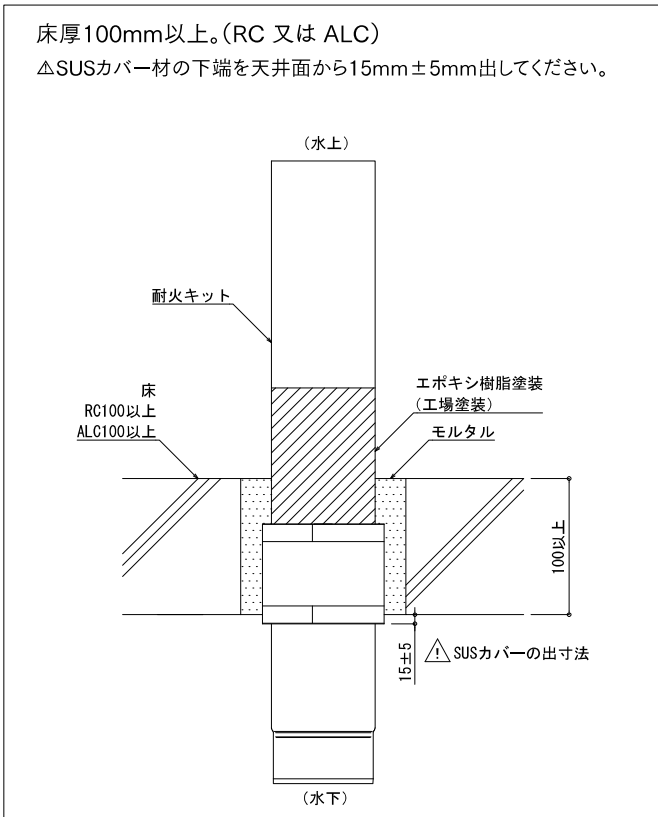 床厚100mm以上。(RC 又は ALC)
⚠SUSカバー材の下端を天井面から15mm±5mm出してください。
(水上)
耐火キット
エポキシ樹脂塗装
(工場塗装)
床
RC100以上
ALC100以上
モルタル
100以上
15±5
⚠SUSカバーの出寸法
(水下)